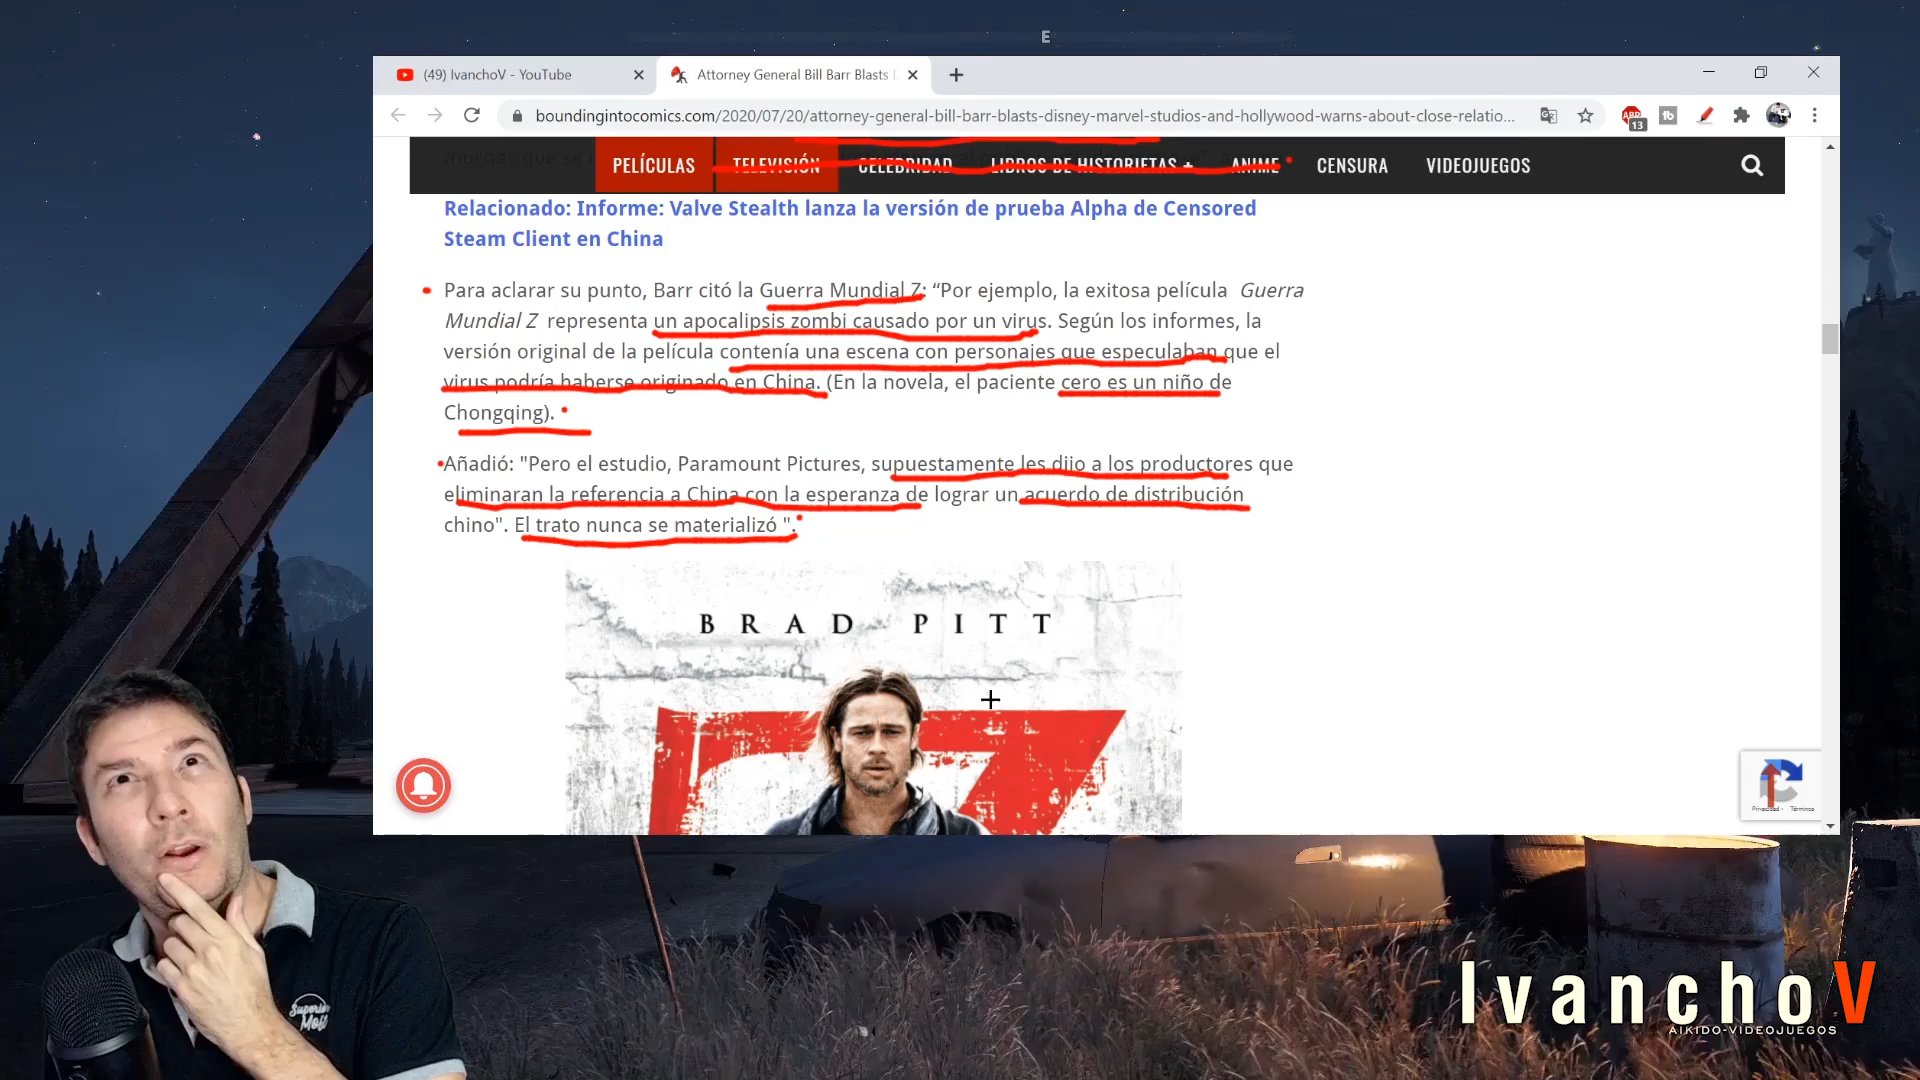 E
(49) IvanchoV - YouTube
Attorney General Bill Barr Blasts
boundingintocomics.com/2020/07/20/attorney-general-bill-barr-blasts-disney-marvel-studios-and-hollywood-warns-about-close-relatio...
ABP
13
tb
PELÍCULAS TELEVISIÓN CELEBRIDAD LIBROS DE HISTORIETAS + ANIME CENSURA VIDEOJUEGOS
Relacionado: Informe: Valve Stealth lanza la versión de prueba Alpha de Censored
Steam Client en China
Para aclarar su punto, Barr citó la Guerra Mundial Z: “Por ejemplo, la exitosa película Guerra
Mundial Z representa un apocalipsis zombi causado por un virus. Según los informes, la
versión original de la película contenía una escena con personajes que especulaban que el
virus podría haberse originado en China. (En la novela, el paciente cero es un niño de
Chongqing).
Añadió: "Pero el estudio, Paramount Pictures, supuestamente les dijo a los productores que
eliminaran la referencia a China con la esperanza de lograr un acuerdo de distribución
chino". El trato nunca se materializó ".
BRAD PITT
Privacidad - Términos
Superior
IvanchoV
AIKIDO-VIDEOJUEGOS